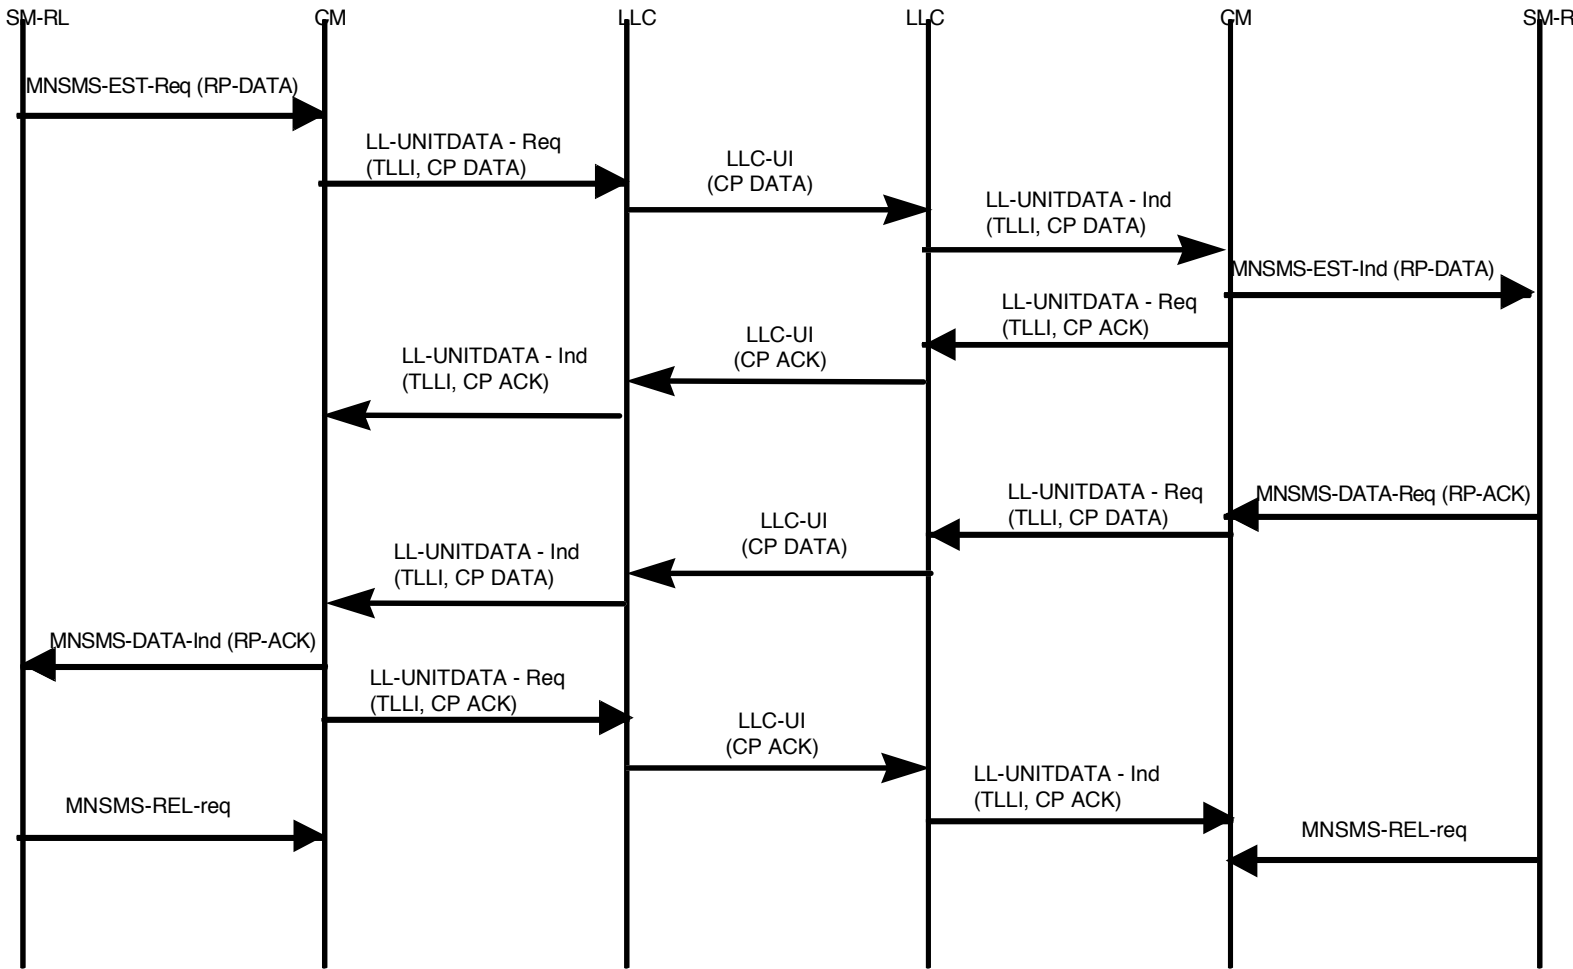 SM-RL
CM
LLC
LLC
CM
SM-R
MNSMS-EST-Req (RP-DATA)
LL-UNITDATA - Req
(TLLI, CP DATA)
LLC-UI
(CP DATA)
LL-UNITDATA - Ind
(TLLI, CP DATA)
MNSMS-EST-Ind (RP-DATA)
LL-UNITDATA - Req
(TLLI, CP ACK)
LLC-UI
(CP ACK)
LL-UNITDATA - Ind
(TLLI, CP ACK)
MNSMS-DATA-Req (RP-ACK)
LL-UNITDATA - Req
(TLLI, CP DATA)
LLC-UI
(CP DATA)
LL-UNITDATA - Ind
(TLLI, CP DATA)
MNSMS-DATA-Ind (RP-ACK)
LL-UNITDATA - Req
(TLLI, CP ACK)
LLC-UI
(CP ACK)
LL-UNITDATA - Ind
(TLLI, CP ACK)
MNSMS-REL-req
MNSMS-REL-req